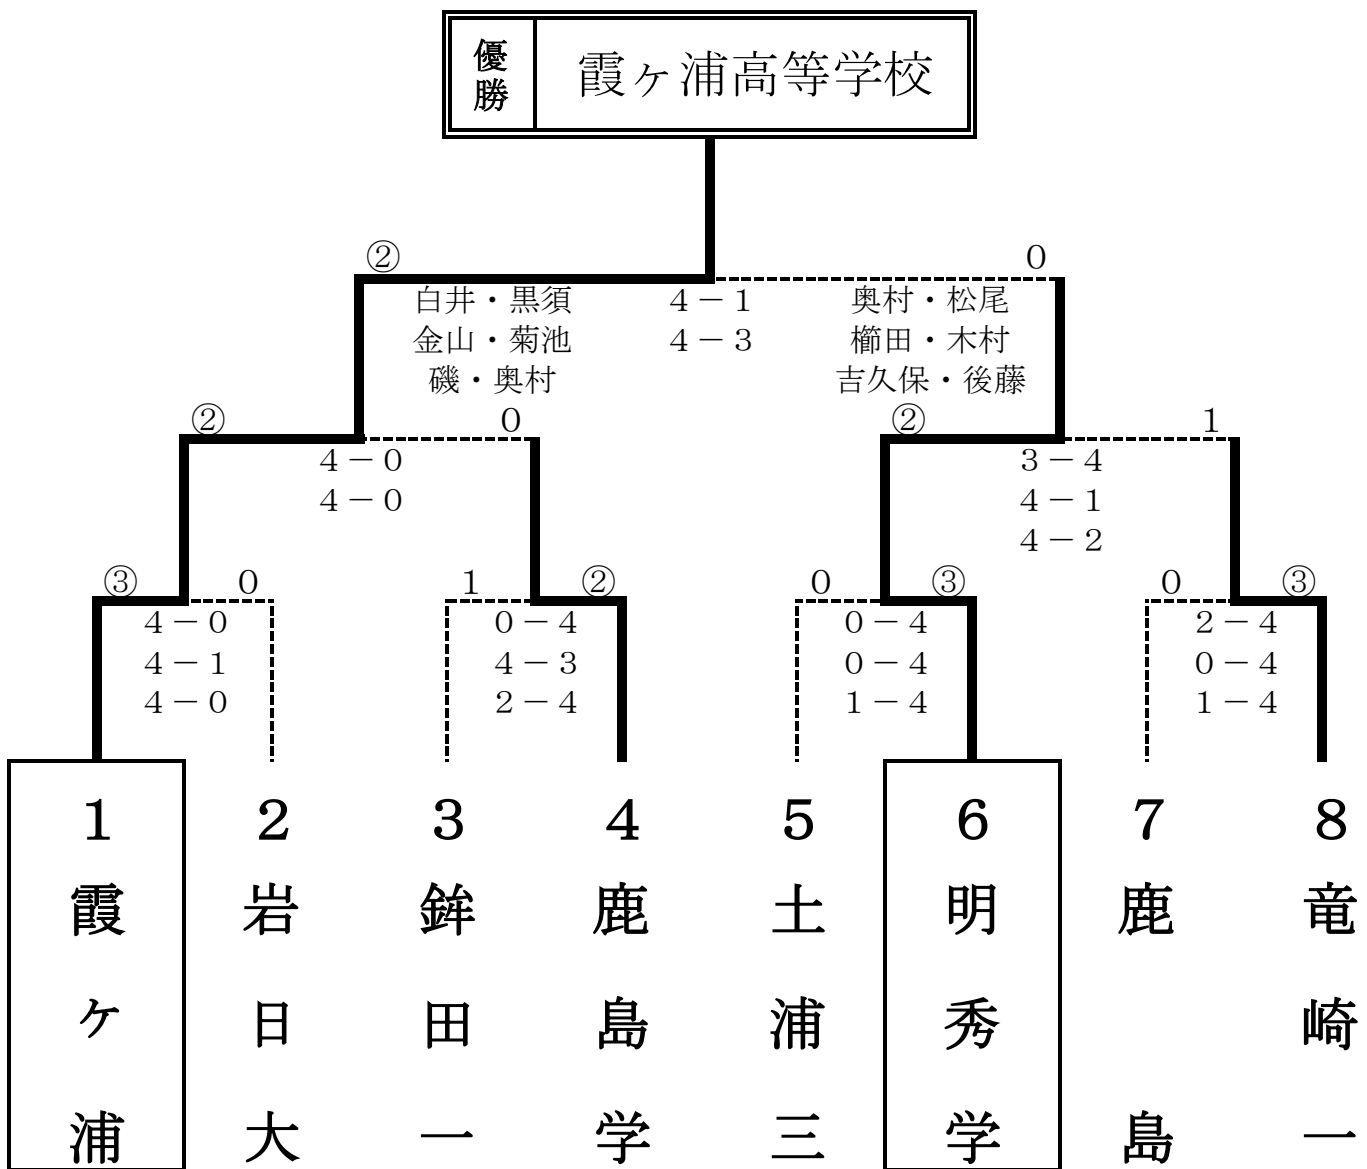 優勝
霞ヶ浦高等学校
② 0
白井・黒須 4－1 奥村・松尾
金山・菊池 4－3 櫛田・木村
磯・奥村 吉久保・後藤
② 0 ② 1
4－0 3－4
4－0 4－1
4－2
③ 0 1 ② 0 ③ 0 ③
4－0 0－4 0－4 2－4
4－1 4－3 0－4 0－4
4－0 2－4 1－4 1－4
1 2 3 4 5 6 7 8
霞ヶ浦
岩日大
鉾田一
鹿島学
土浦三
明秀学
鹿島
竜崎一